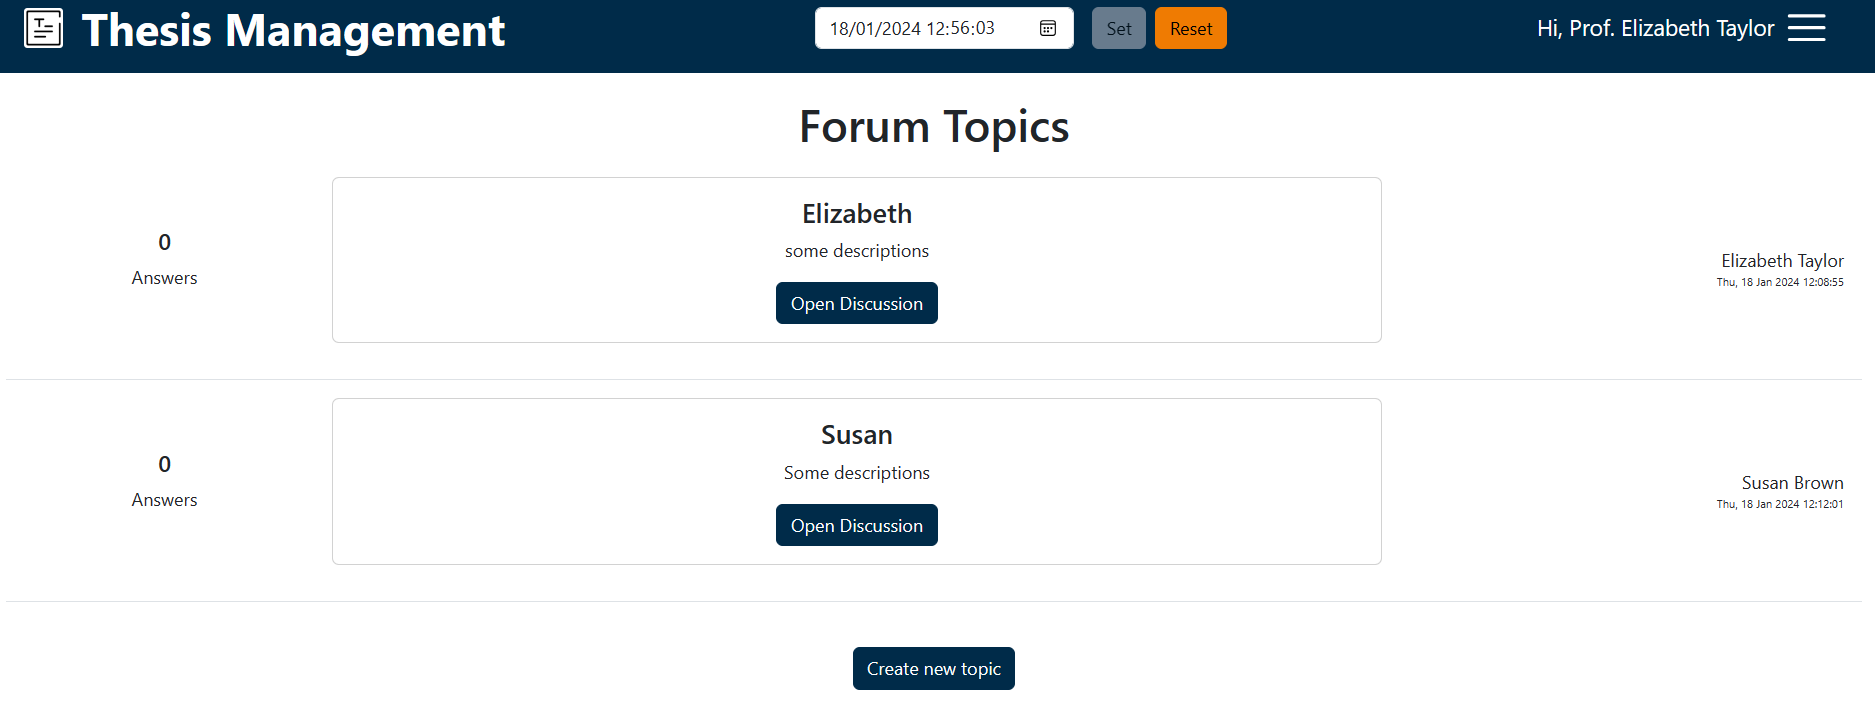 Thesis Management
18/01/2024 12:56:03
Set
Reset
Hi, Prof. Elizabeth Taylor
Forum Topics
0
Answers
Elizabeth
some descriptions
Open Discussion
Elizabeth Taylor
Thu, 18 Jan 2024 12:08:55
0
Answers
Susan
Some descriptions
Open Discussion
Susan Brown
Thu, 18 Jan 2024 12:12:01
Create new topic